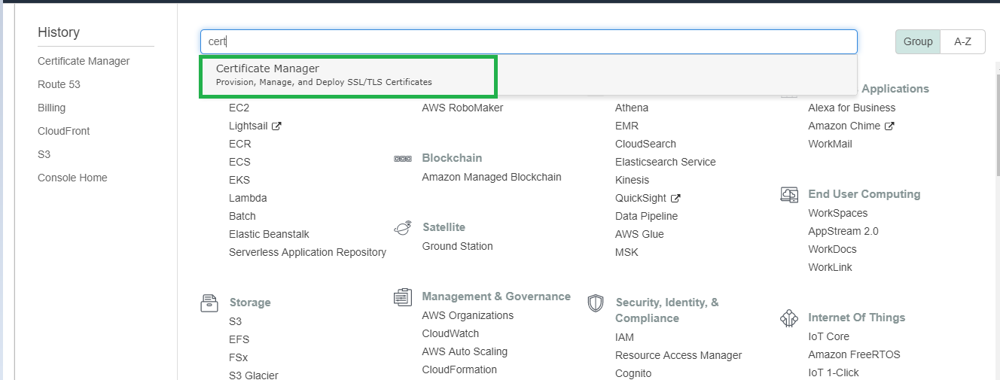 History
Certificate Manager
Route 53
Billing
CloudFront
S3
Console Home
cert
Group
A-Z
Certificate Manager
Provision, Manage, and Deploy SSL/TLS Certificates
EC2
Lightsail
ECR
ECS
EKS
Lambda
Batch
Elastic Beanstalk
Serverless Application Repository
Storage
S3
EFS
FSx
S3 Glacier
AWS RoboMaker
Blockchain
Amazon Managed Blockchain
Satellite
Ground Station
Management & Governance
AWS Organizations
CloudWatch
AWS Auto Scaling
CloudFormation
Athena
EMR
CloudSearch
Elasticsearch Service
Kinesis
QuickSight
Data Pipeline
AWS Glue
MSK
Security, Identity, &
Compliance
IAM
Resource Access Manager
Cognito
Applications
Alexa for Business
Amazon Chime
WorkMail
End User Computing
WorkSpaces
AppStream 2.0
WorkDocs
WorkLink
Internet Of Things
IoT Core
Amazon FreeRTOS
IoT 1-Click